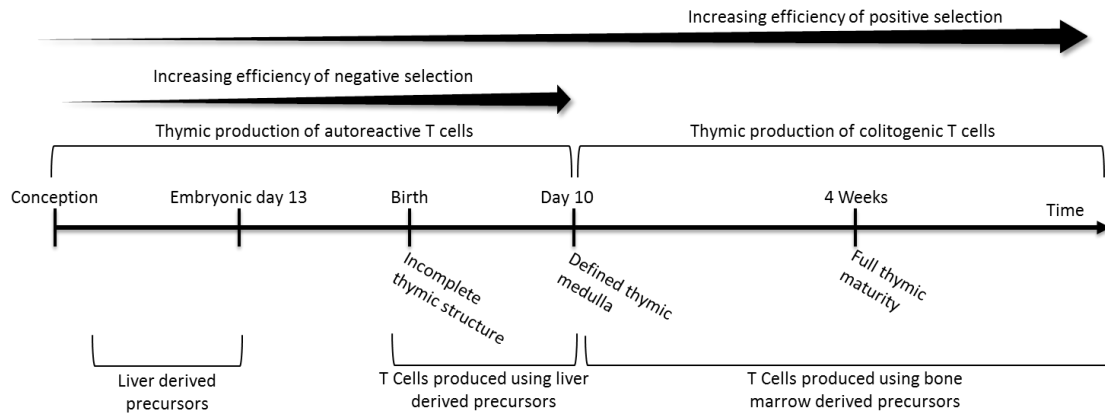 Increasing efficiency of positive selection
Increasing efficiency of negative selection
Thymic production of autoreactive T cells
Thymic production of colitogenic T cells
Conception
Embryonic day 13
Birth
Day 10
4 Weeks
Time
Incomplete
thymic structure
Defined thymic
medulla
Full thymic
maturity
Liver derived
precursors
T Cells produced using liver
derived precursors
T Cells produced using bone
marrow derived precursors